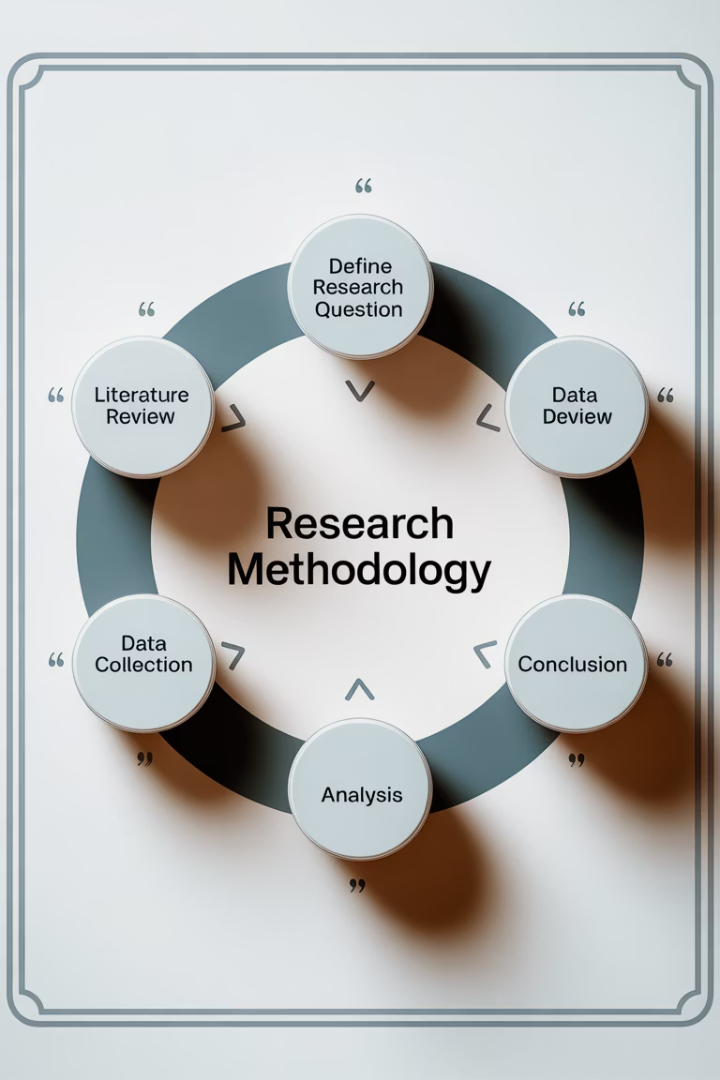 Define
Research
Question
Literature
Review
Data
Deview
Research
Methodology
Data
Collection
Conclusion
Analysis